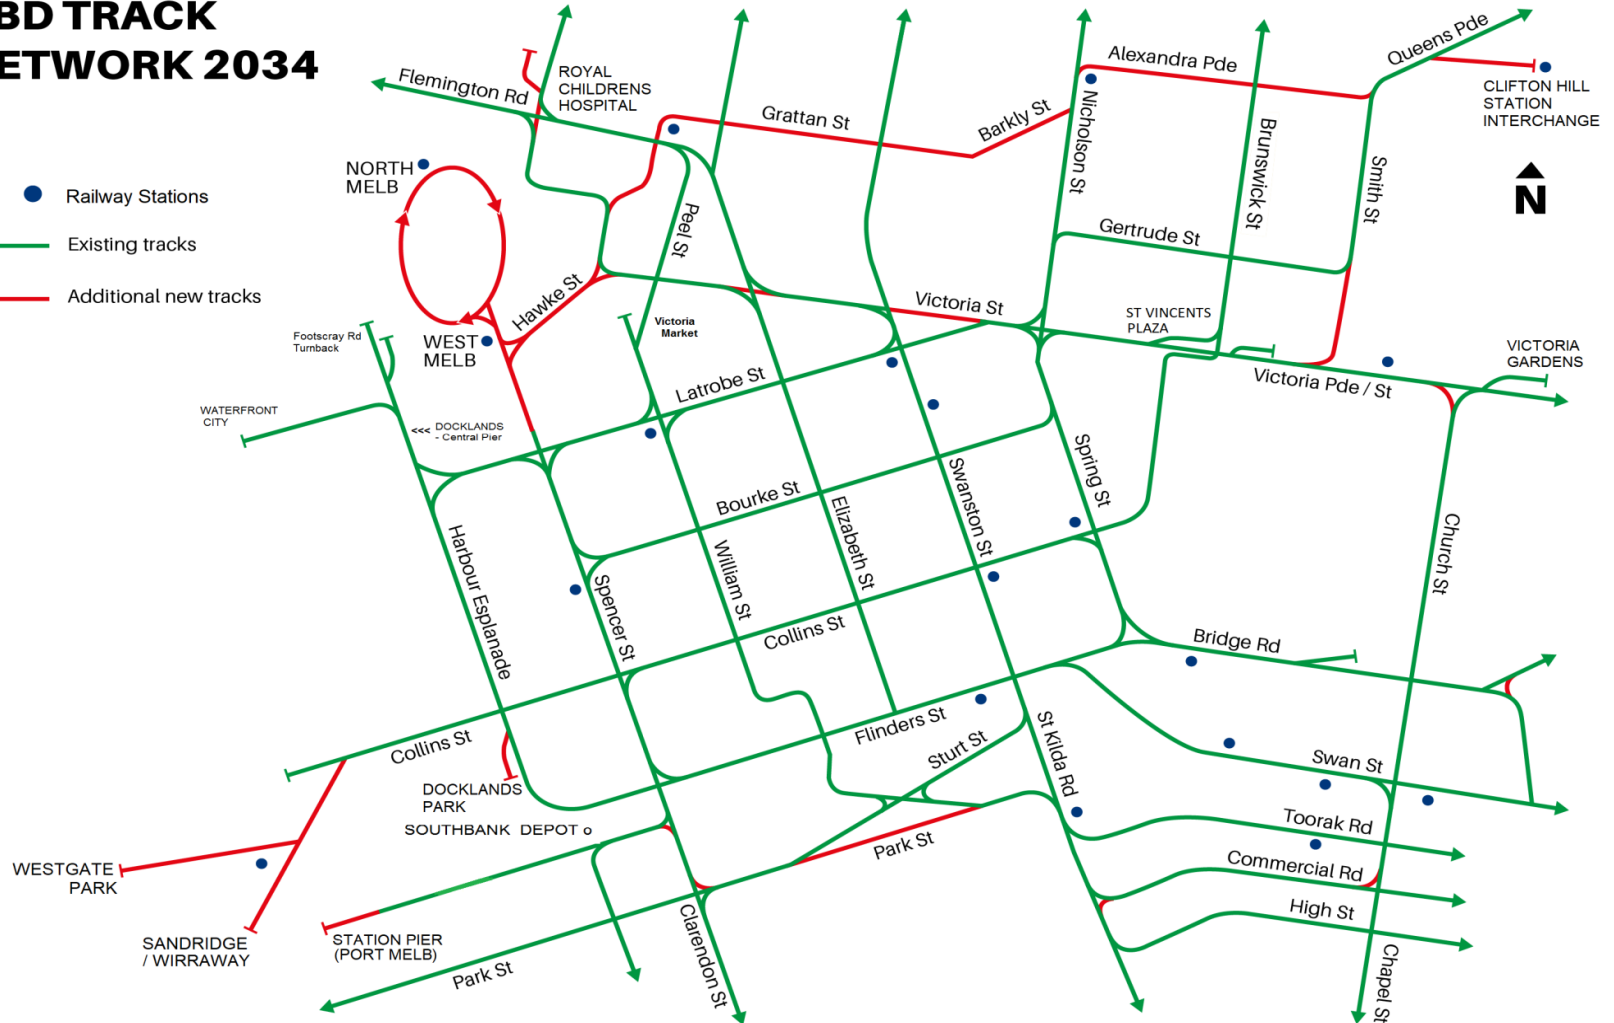 BD TRACK
ETWORK 2034
Railway Stations
Existing tracks
Additional new tracks
Flemington Rd
ROYAL
CHILDRENS
HOSPITAL
Grattan St
Barkly St
Alexandra Pde
Queens Pde
CLIFTON HILL
STATION
INTERCHANGE
N
Nicholson St
Brunswick St
Smith St
Gertrude St
NORTH
MELB
Peel St
Hawke St
Victoria St
ST VINCENTS
PLAZA
VICTORIA
GARDENS
Victoria Pde / St
Footscray Rd
Turnback
WEST
MELB
Victoria
Market
Latrobe St
WATERFRONT
CITY
<<< DOCKLANDS
- Central Pier
Bourke St
Harbour Esplanade
Spencer St
William St
Elizabeth St
Swanston St
Spring St
Church St
Collins St
Bridge Rd
Collins St
Flinders St
Sturt St
St Kilda Rd
Swan St
DOCKLANDS
PARK
SOUTHBANK DEPOT o
Park St
Toorak Rd
Commercial Rd
High St
WESTGATE
PARK
SANDRIDGE
/ WIRRAWAY
STATION PIER
(PORT MELB)
Park St
Clarendon St
Chapel St